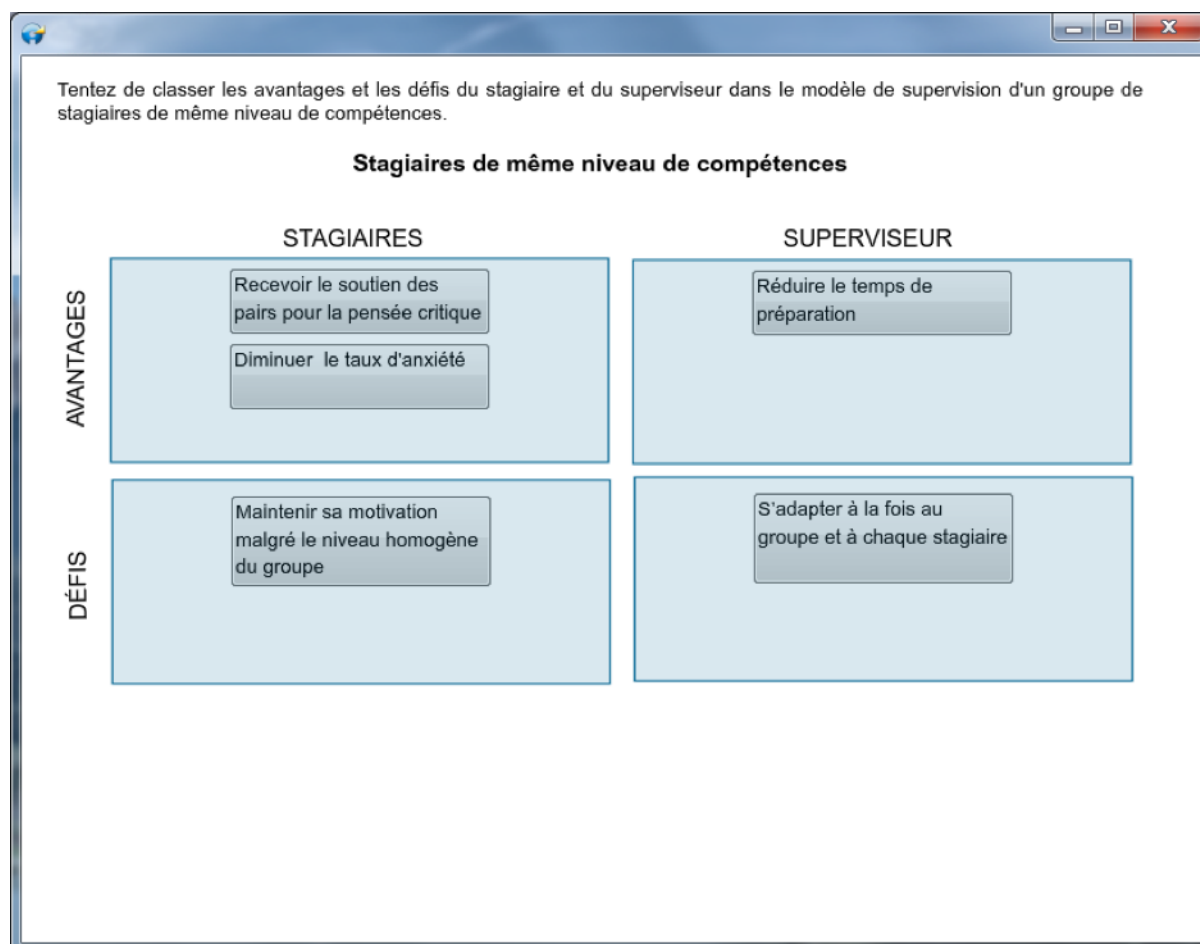 Tentez de classer les avantages et les défis du stagiaire et du superviseur dans le modèle de supervision d'un groupe de
stagiaires de même niveau de compétences.
Stagiaires de même niveau de compétences
STAGIAIRES
SUPERVISEUR
AVANTAGES
Recevoir le soutien des
pairs pour la pensée critique
Diminuer le taux d'anxiété
Réduire le temps de
préparation
DÉFIS
Maintenir sa motivation
malgré le niveau homogène
du groupe
S'adapter à la fois au
groupe et à chaque stagiaire